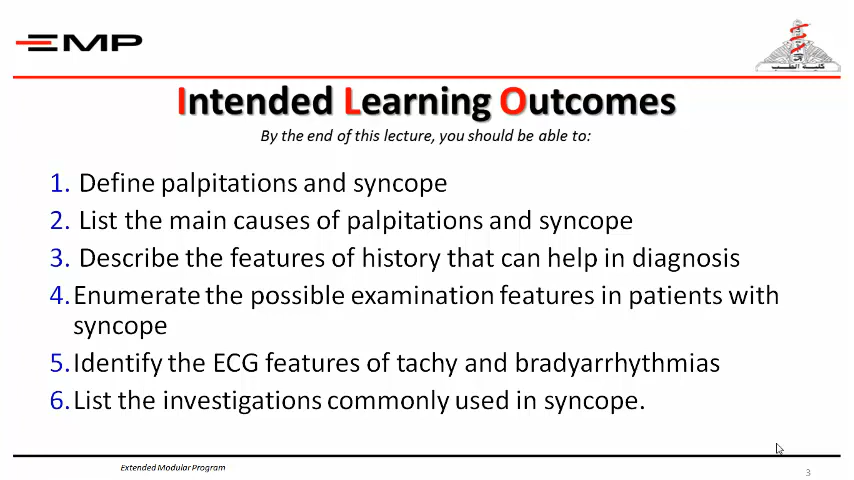 EMP
كلية الطب
Intended Learning Outcomes
By the end of this lecture, you should be able to:
1. Define palpitations and syncope
2. List the main causes of palpitations and syncope
3. Describe the features of history that can help in diagnosis
4. Enumerate the possible examination features in patients with
syncope
5. Identify the ECG features of tachy and bradyarrhythmias
6. List the investigations commonly used in syncope.
Extended Modular Program
3